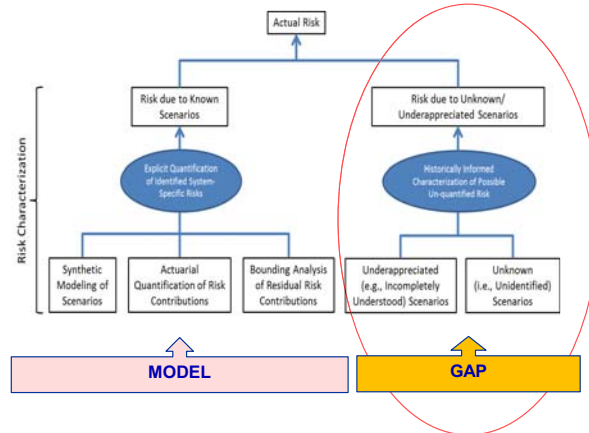 Actual Risk
Risk due to Known
Scenarios
Risk due to Unknown/
Underappreciated Scenarios
Risk Characterization
Explicit Quantification
of Identified System-
Specific Risks
Historically Informed
Characterization of Possible
Un-quantified Risk
Synthetic
Modeling of
Scenarios
Actuarial
Quantification of Risk
Contributions
Bounding Analysis
of Residual Risk
Contributions
Underappreciated
(e.g., Incompletely
Understood) Scenarios
Unknown
(i.e., Unidentified)
Scenarios
MODEL
GAP